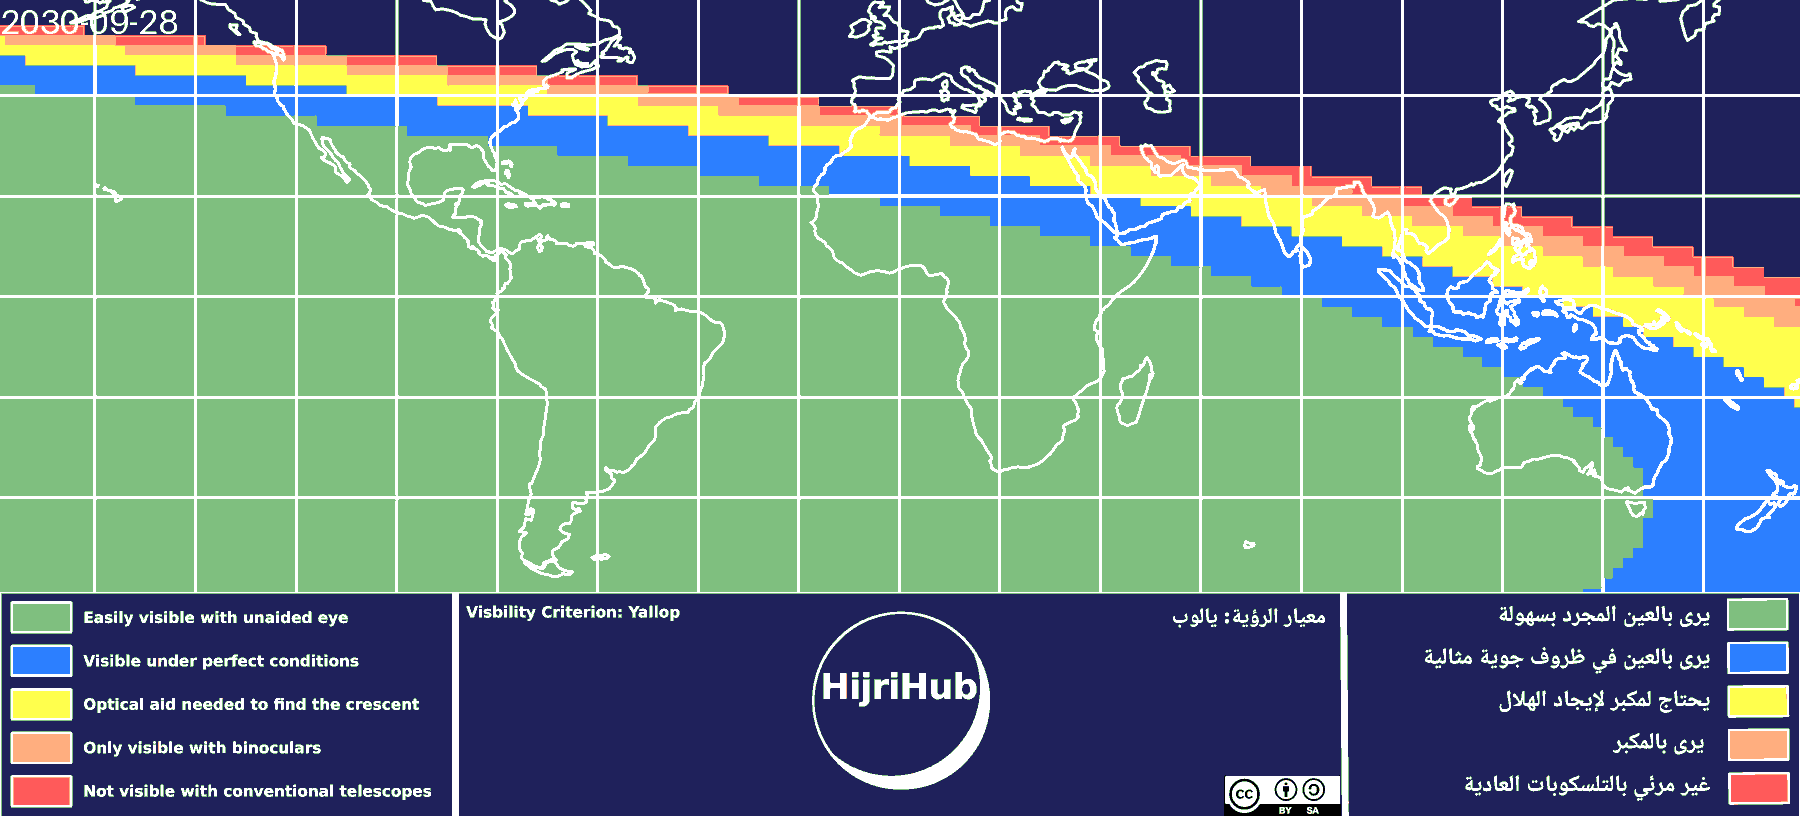 2030-09-28
Easily visible with unaided eye
Visible under perfect conditions
Optical aid needed to find the crescent
Only visible with binoculars
Not visible with conventional telescopes
Visbility Criterion: Yallop
معيار الرؤية: يالوب
HijriHub
cc
BY SA
يرى بالعين المجرد بسهولة
يرى بالعين في ظروف جوية مثالية
يحتاج لمكبر لإيجاد الهلال
يرى بالمكبر
غير مرئي بالتلسكوبات العادية